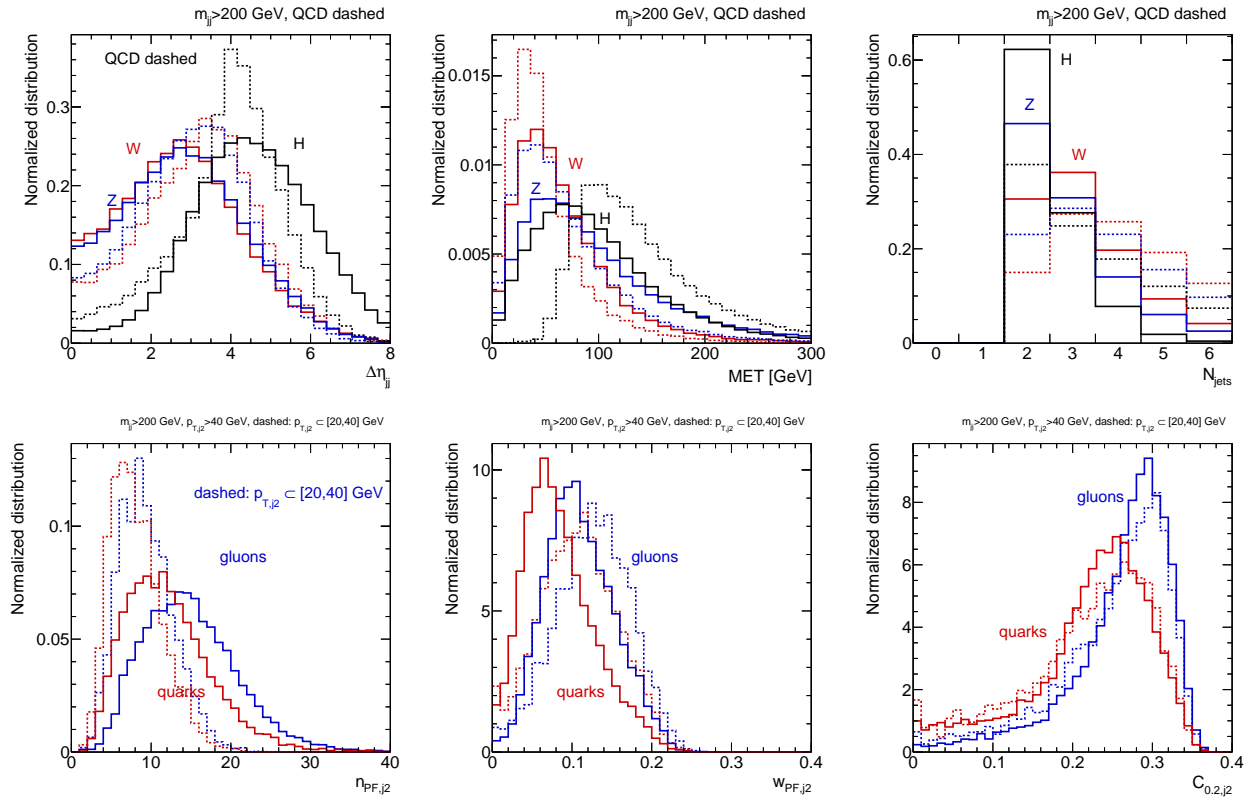 m_jj>200 GeV, QCD dashed
Normalized distribution
QCD dashed
W
Z
H
0
0.1
0.2
0.3
0 2 4 6 8
Δη_jj
m_jj>200 GeV, QCD dashed
Normalized distribution
W
Z
H
0
0.005
0.01
0.015
0 100 200 300
MET [GeV]
m_jj>200 GeV, QCD dashed
Normalized distribution
H
Z
W
0
0.2
0.4
0.6
0 1 2 3 4 5 6
N_jets
m_jj>200 GeV, p_T,j2>40 GeV, dashed: p_T,j2 ⊂ [20,40] GeV
Normalized distribution
dashed: p_T,j2 ⊂ [20,40] GeV
gluons
quarks
0
0.05
0.1
0 10 20 30 40
n_PF,j2
m_jj>200 GeV, p_T,j2>40 GeV, dashed: p_T,j2 ⊂ [20,40] GeV
Normalized distribution
gluons
quarks
0
5
10
0 0.1 0.2 0.3 0.4
w_PF,j2
m_jj>200 GeV, p_T,j2>40 GeV, dashed: p_T,j2 ⊂ [20,40] GeV
Normalized distribution
gluons
quarks
0
2
4
6
8
0 0.1 0.2 0.3 0.4
C_0.2,j2